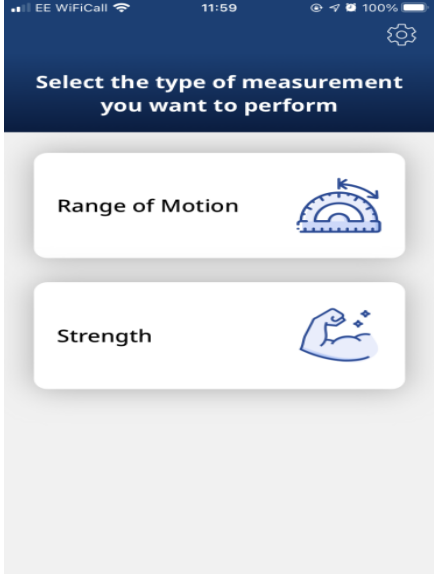 EE WiFiCall 11:59 100%
Select the type of measurement
you want to perform
Range of Motion
Strength